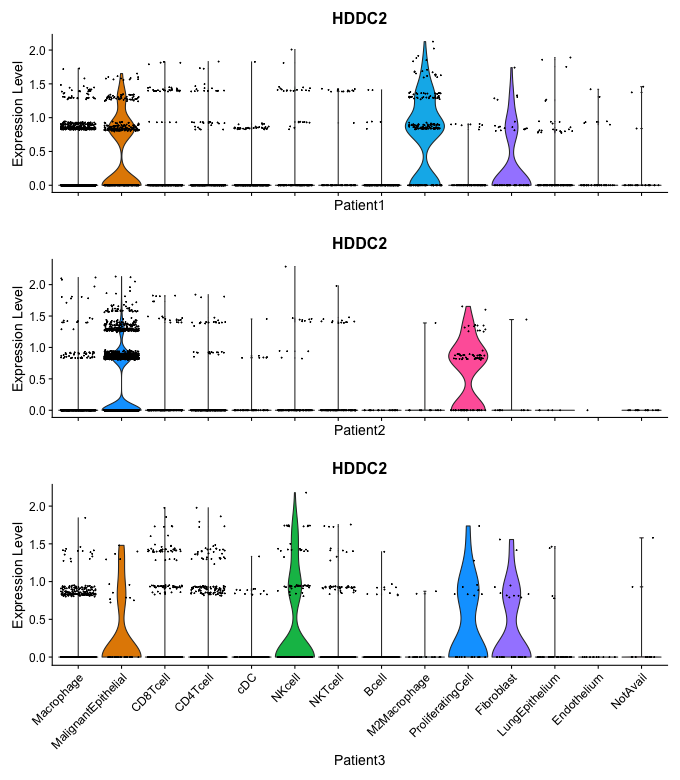 HDDC2
Expression Level
2.0
1.5
1.0
0.5
0.0
Patient1
HDDC2
Expression Level
2.0
1.5
1.0
0.5
0.0
Patient2
HDDC2
Expression Level
2.0
1.5
1.0
0.5
0.0
Macrophage
MalignantEpithelial
CD8Tcell
CD4Tcell
cDC
NKcell
NKTcell
Bcell
M2Macrophage
ProliferatingCell
Fibroblast
LungEpithelium
Endothelium
NotAvail
Patient3